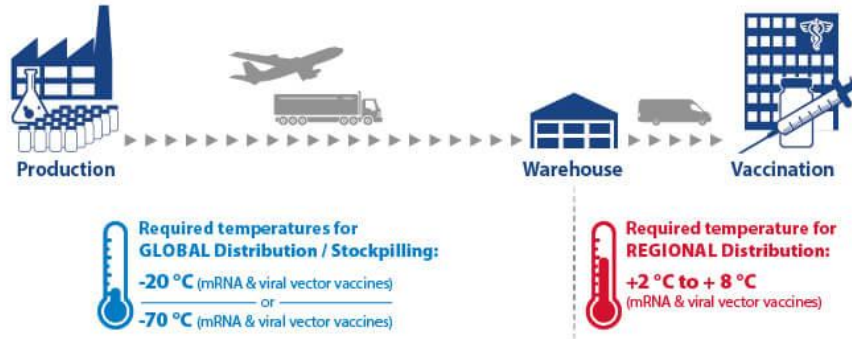 Production
Warehouse
Vaccination
Required temperatures for
GLOBAL Distribution / Stockpilling:
-20 °C (mRNA & viral vector vaccines)
or
-70 °C (mRNA & viral vector vaccines)
Required temperature for
REGIONAL Distribution:
+2 °C to + 8 °C
(mRNA & viral vector vaccines)